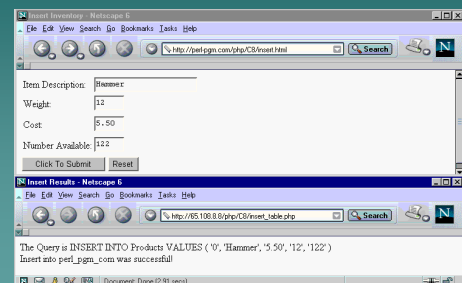 Insert Inventory - Netscape 6
File Edit View Search Go Bookmarks Tasks Help
http://perl-pgm.com/php/C8/insert.html Search N
Item Description: Hammer
Weight: 12
Cost: 5.50
Number Available: 122
Click To Submit Reset
N Insert Results - Netscape 6
File Edit View Search Go Bookmarks Tasks Help
http://65.108.8.8/php/C8/insert_table.php Search N
The Query is INSERT INTO Products VALUES ( '0', 'Hammer', '5.50', '12', '122' )
Insert into perl_pgm_com was successful!
Document: Done (2.91 secs)